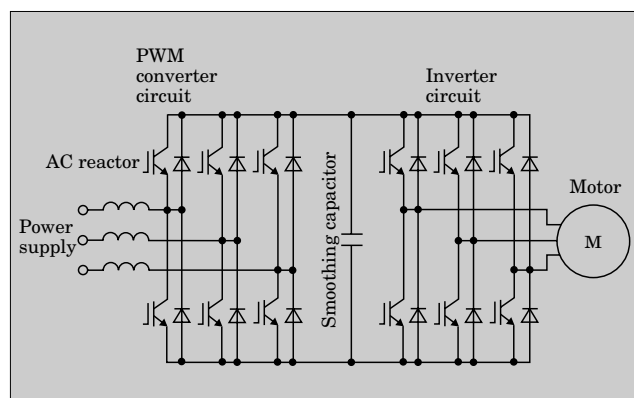 PWM
converter
circuit
Inverter
circuit
AC reactor
Motor
Power
supply
Smoothing capacitor
M